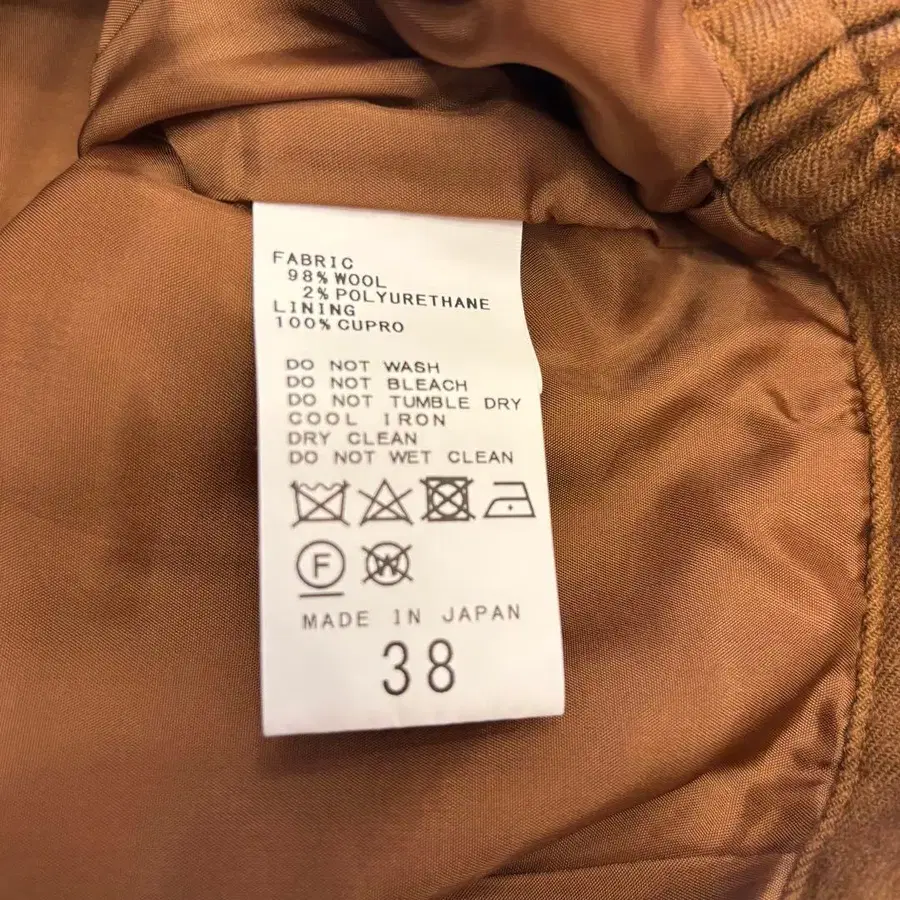 FABRIC
98% WOOL
2% POLYURETHANE
LINING
100% CUPRO
DO NOT WASH
DO NOT BLEACH
DO NOT TUMBLE DRY
COOL IRON
DRY CLEAN
DO NOT WET CLEAN
F W
MADE IN JAPAN
38